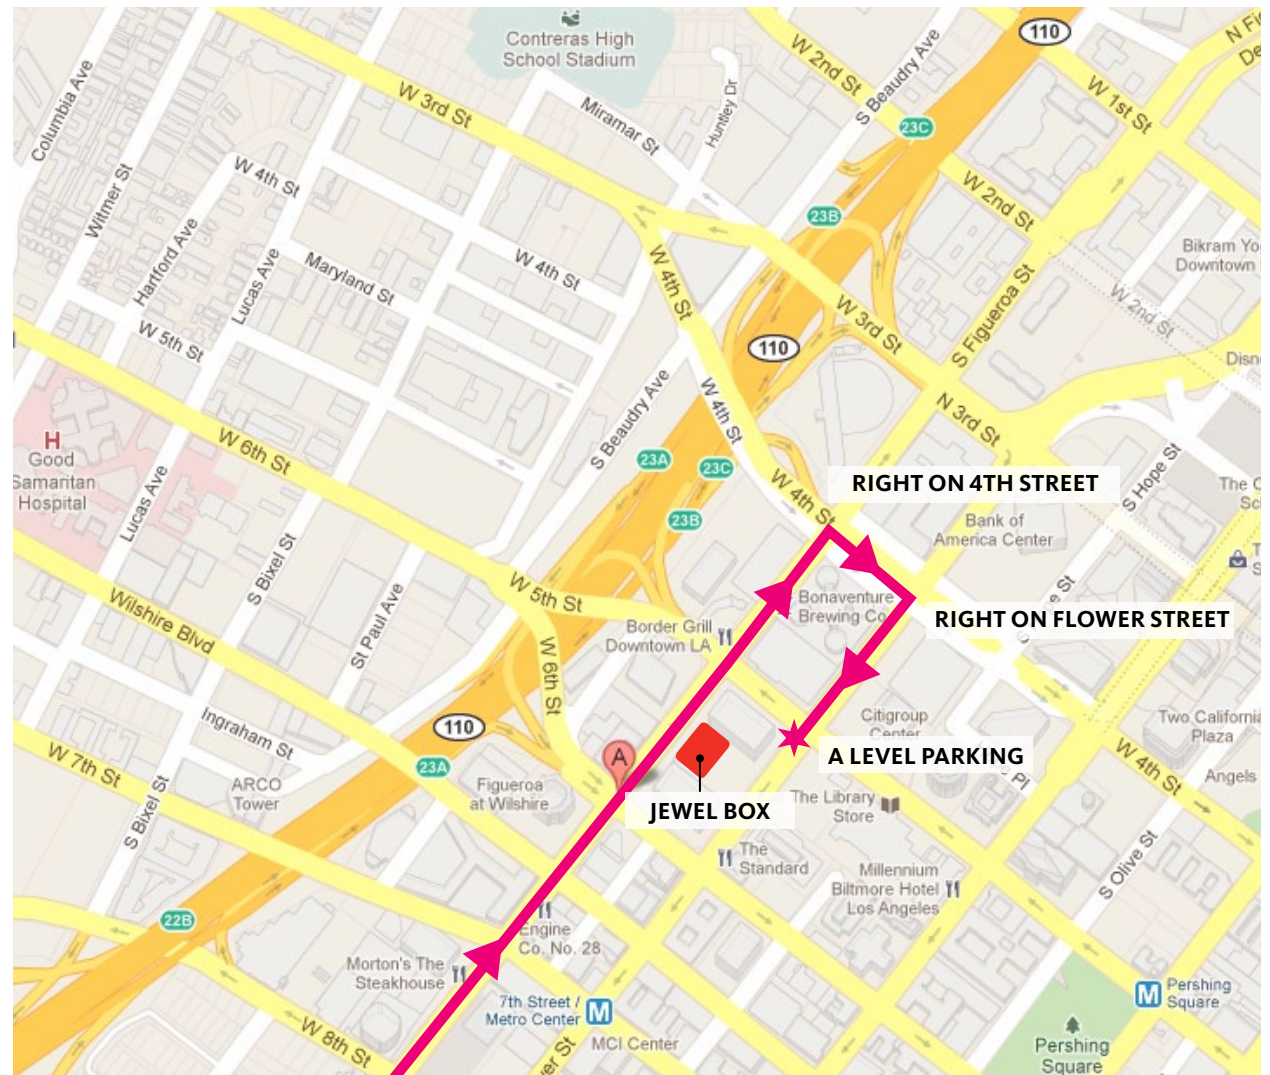 Contreras High
School Stadium
110
N Fi
De
W 2nd St
S Beaudry Ave
W 1st St
Columbia Ave
W 3rd St
Miramar St
Huntley Dr
23C
Witmer St
W 4th St
W 2nd St
Hartford Ave
Lucas Ave
Maryland St
W 4th St
W 4th St
23B
Bikram Yo
Downtown
W 2nd St
S Figueroa St
W 3rd St
W 5th St
110
Disn
W 4th St
S Beaudry Ave
N 3rd St
H
Good
Samaritan
Hospital
W 6th St
23A
23C
23B
Lucas Ave
W 4th St
RIGHT ON 4TH STREET
S Hope St
The C
Sc
Bank of
America Center
T
S
S Bixel St
W 5th St
Wilshire Blvd
St Paul Ave
Bonaventure
Brewing Co
e St
S
RIGHT ON FLOWER STREET
Border Grill
Downtown LA
W 6th St
Ingraham St
110
Citigroup
Center
Two California
Plaza
W 7th St
23A
A
A LEVEL PARKING
Pl
W 4th St
Angels
ARCO
Tower
Figueroa
at Wilshire
JEWEL BOX
The Library
Store
S Bixel St
The
Standard
Millennium
Biltmore Hotel
Los Angeles
S Olive St
22B
Engine
Co. No. 28
Morton's The
Steakhouse
7th Street /
Metro Center
M
M
Pershing
Square
W 8th St
wer St
MCI Center
Pershing
Square